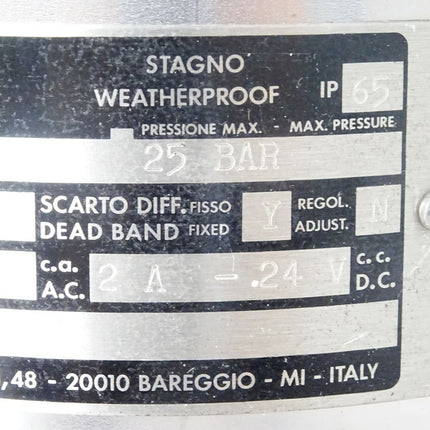 STAGNO
WEATHERPROOF IP 65
PRESSIONE MAX. - MAX. PRESSURE
25 BAR
SCARTO DIFF. FISSO Y REGOL. N
DEAD BAND FIXED ADJUST.
c.a. 2 A - .24 V c.c.
A.C. D.C.
,48 - 20010 BAREGGIO - MI - ITALY